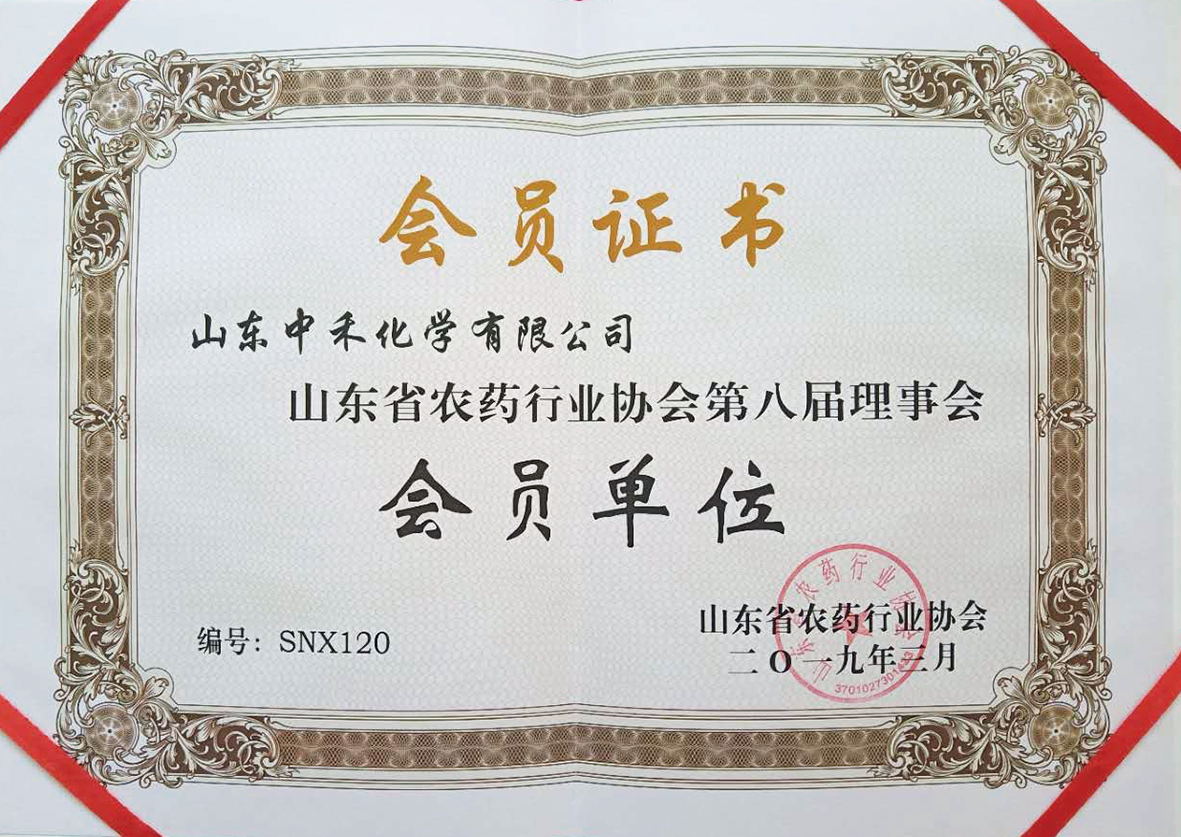 会员证书
山东中禾化学有限公司
山东省农药行业协会第八届理事会
会员单位
编号：SNX120
山东省农药行业协会
二O一九年三月